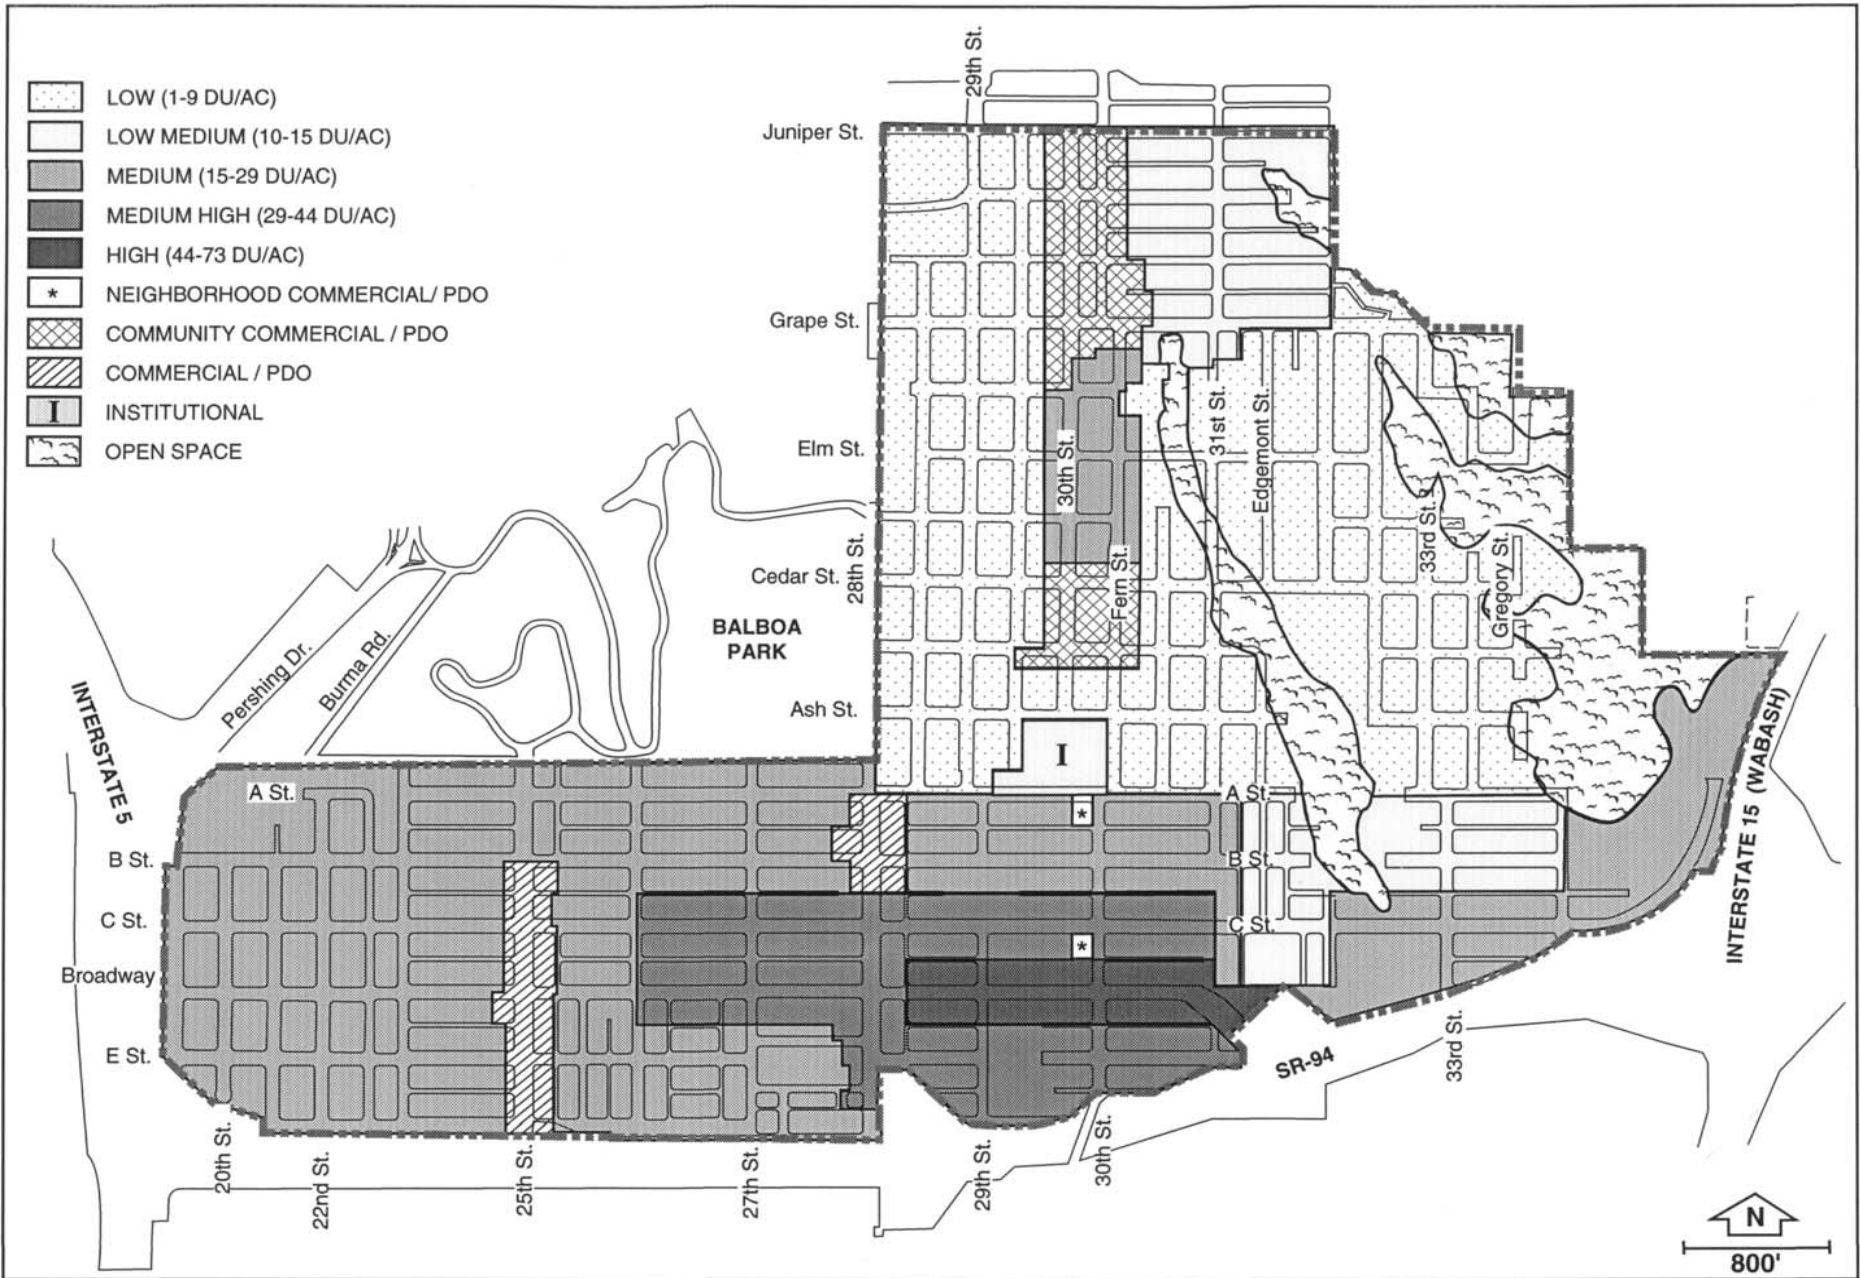 LOW (1-9 DU/AC)
LOW MEDIUM (10-15 DU/AC)
MEDIUM (15-29 DU/AC)
MEDIUM HIGH (29-44 DU/AC)
HIGH (44-73 DU/AC)
* NEIGHBORHOOD COMMERCIAL/ PDO
COMMUNITY COMMERCIAL / PDO
COMMERCIAL / PDO
I INSTITUTIONAL
OPEN SPACE
29th St.
Juniper St.
Grape St.
Elm St.
Cedar St.
Ash St.
28th St.
30th St.
Fern St.
31st St.
Edgemont St.
33rd St.
Gregory St.
BALBOA
PARK
Pershing Dr.
Burma Rd.
INTERSTATE 5
INTERSTATE 15 (WABASH)
I
A St.
A St.
*
B St.
B St.
C St.
C St.
*
Broadway
E St.
SR-94
33rd St.
20th St.
22nd St.
25th St.
27th St.
29th St.
30th St.
N
800'